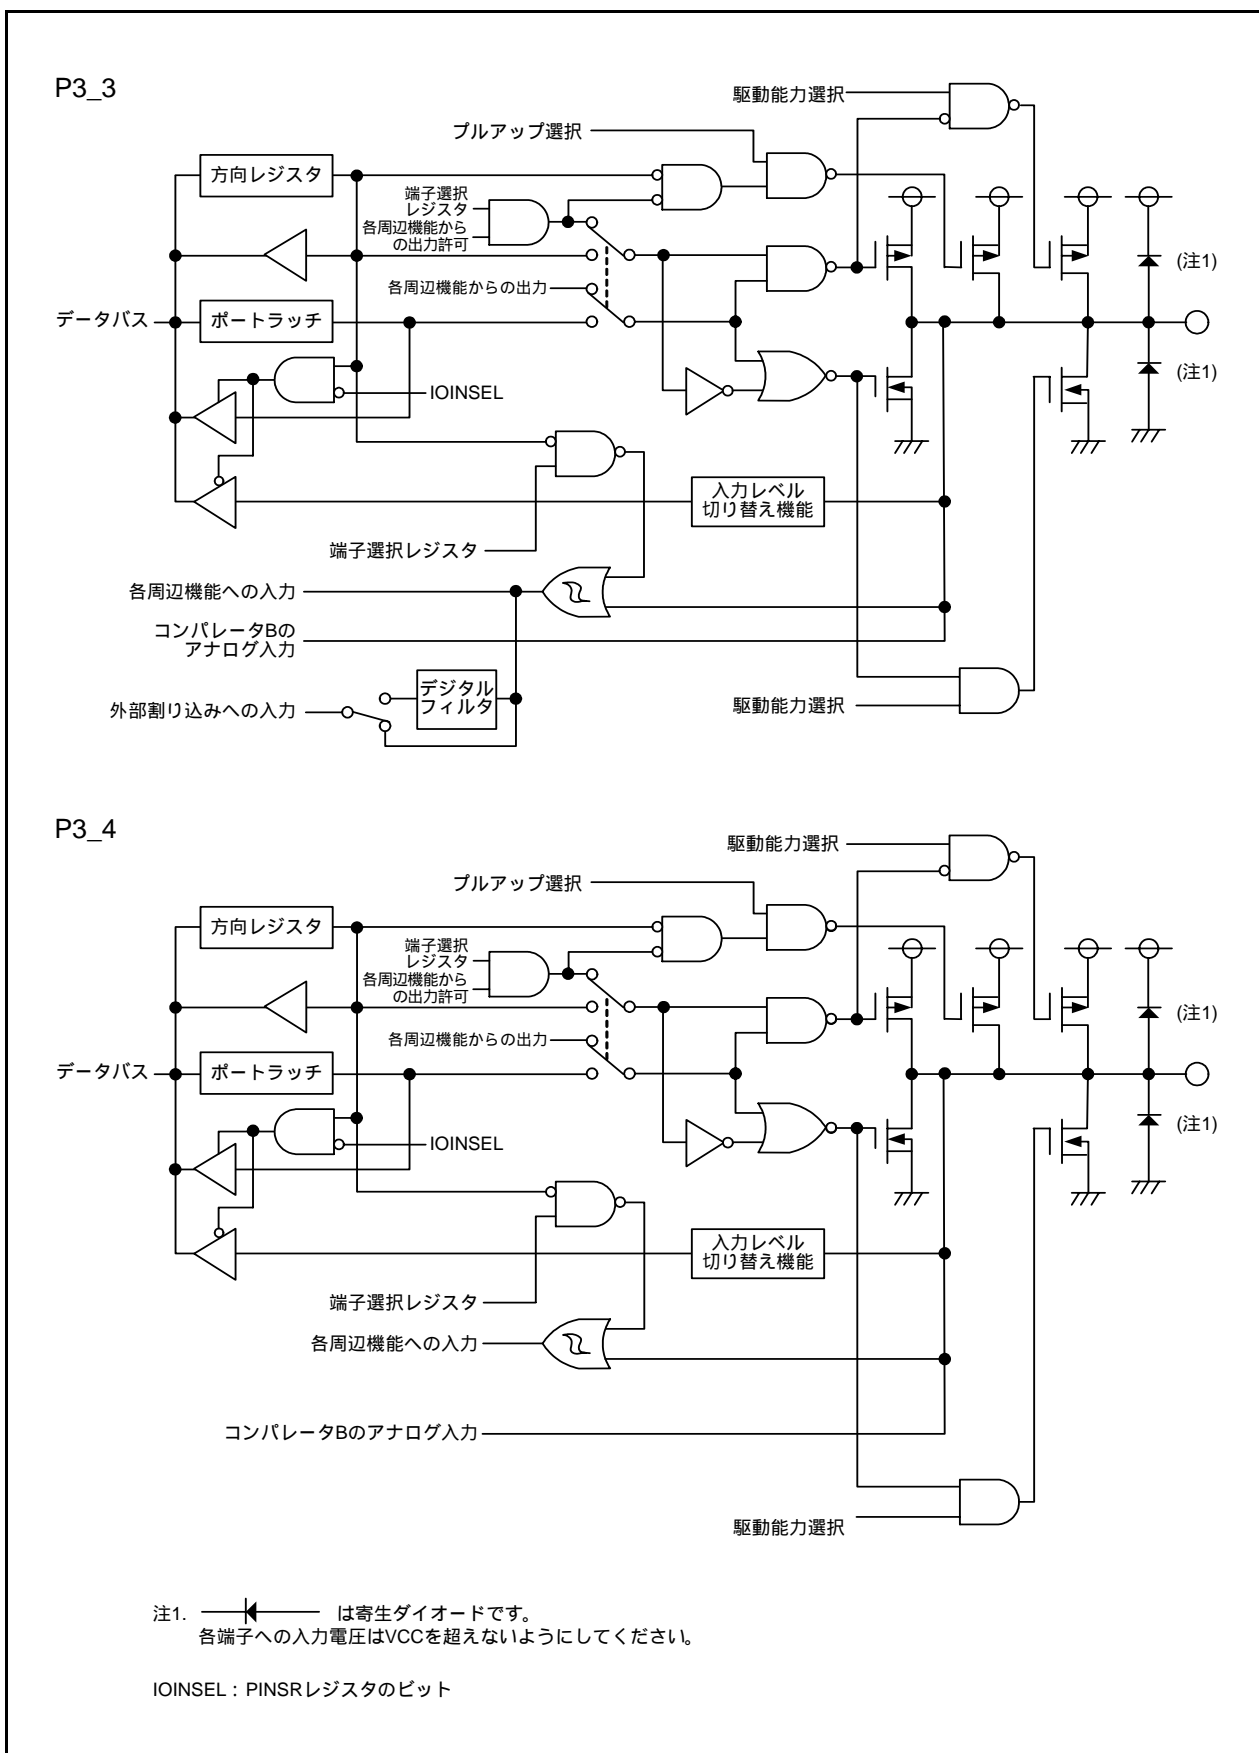 P3_3
駆動能力選択
プルアップ選択
方向レジスタ
端子選択
レジスタ
各周辺機能から
の出力許可
(注1)
各周辺機能からの出力
データバス
ポートラッチ
(注1)
IOINSEL
入力レベル
切り替え機能
端子選択レジスタ
各周辺機能への入力
コンパレータBの
アナログ入力
デジタル
フィルタ
外部割り込みへの入力
駆動能力選択
P3_4
駆動能力選択
プルアップ選択
方向レジスタ
端子選択
レジスタ
各周辺機能から
の出力許可
(注1)
各周辺機能からの出力
データバス
ポートラッチ
(注1)
IOINSEL
入力レベル
切り替え機能
端子選択レジスタ
各周辺機能への入力
コンパレータBのアナログ入力
駆動能力選択
注1. は寄生ダイオードです。
各端子への入力電圧はVCCを超えないようにしてください。
IOINSEL：PINSRレジスタのビット